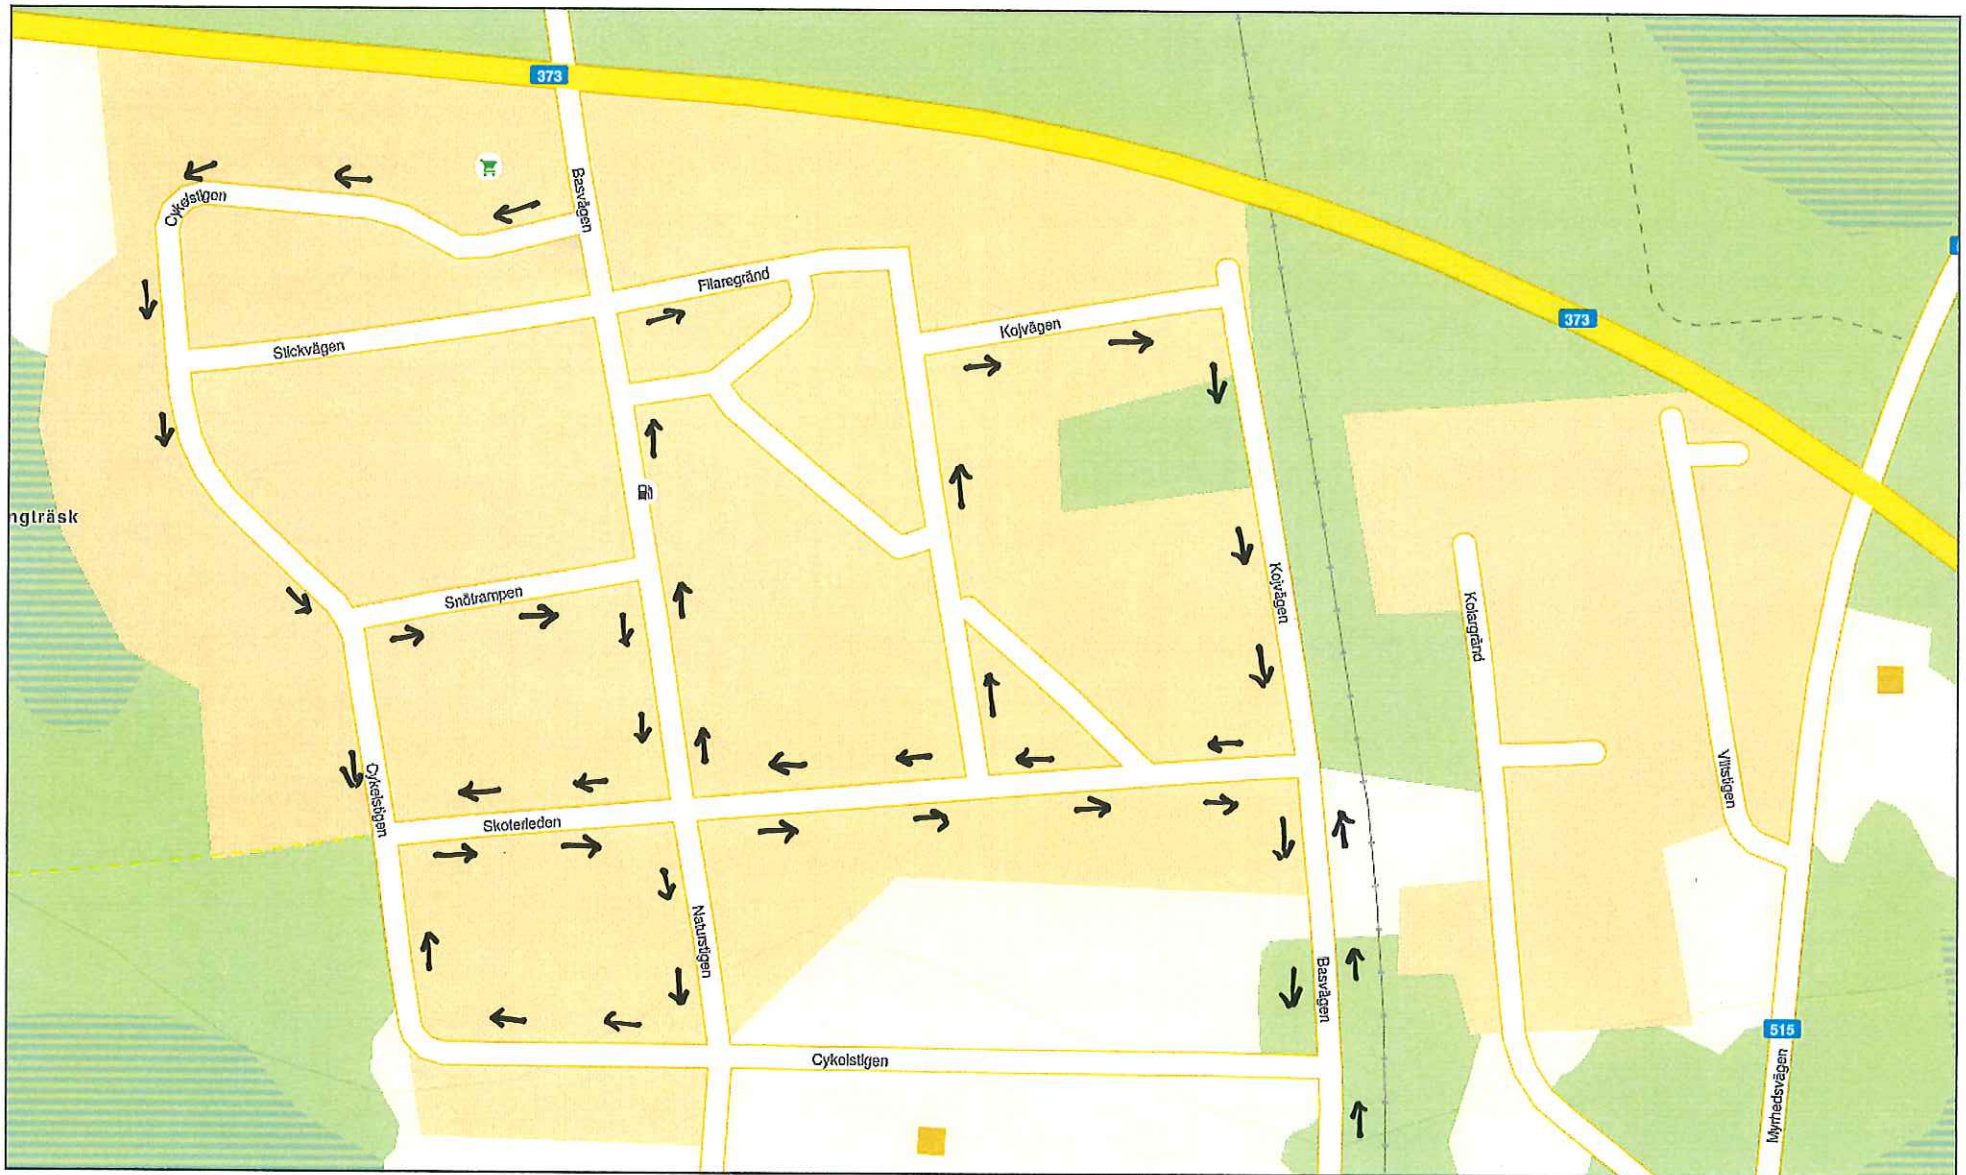 373
Basvägen
Cykelstigen
Filaregränd
Kojvägen
Stickvägen
373
ngträsk
Snötrampen
Kojvägen
Kolargränd
Vittstigen
Cykelstigen
Skoterleden
Naturstigen
Basvägen
515
Cykelstigen
Myrhedsvägen